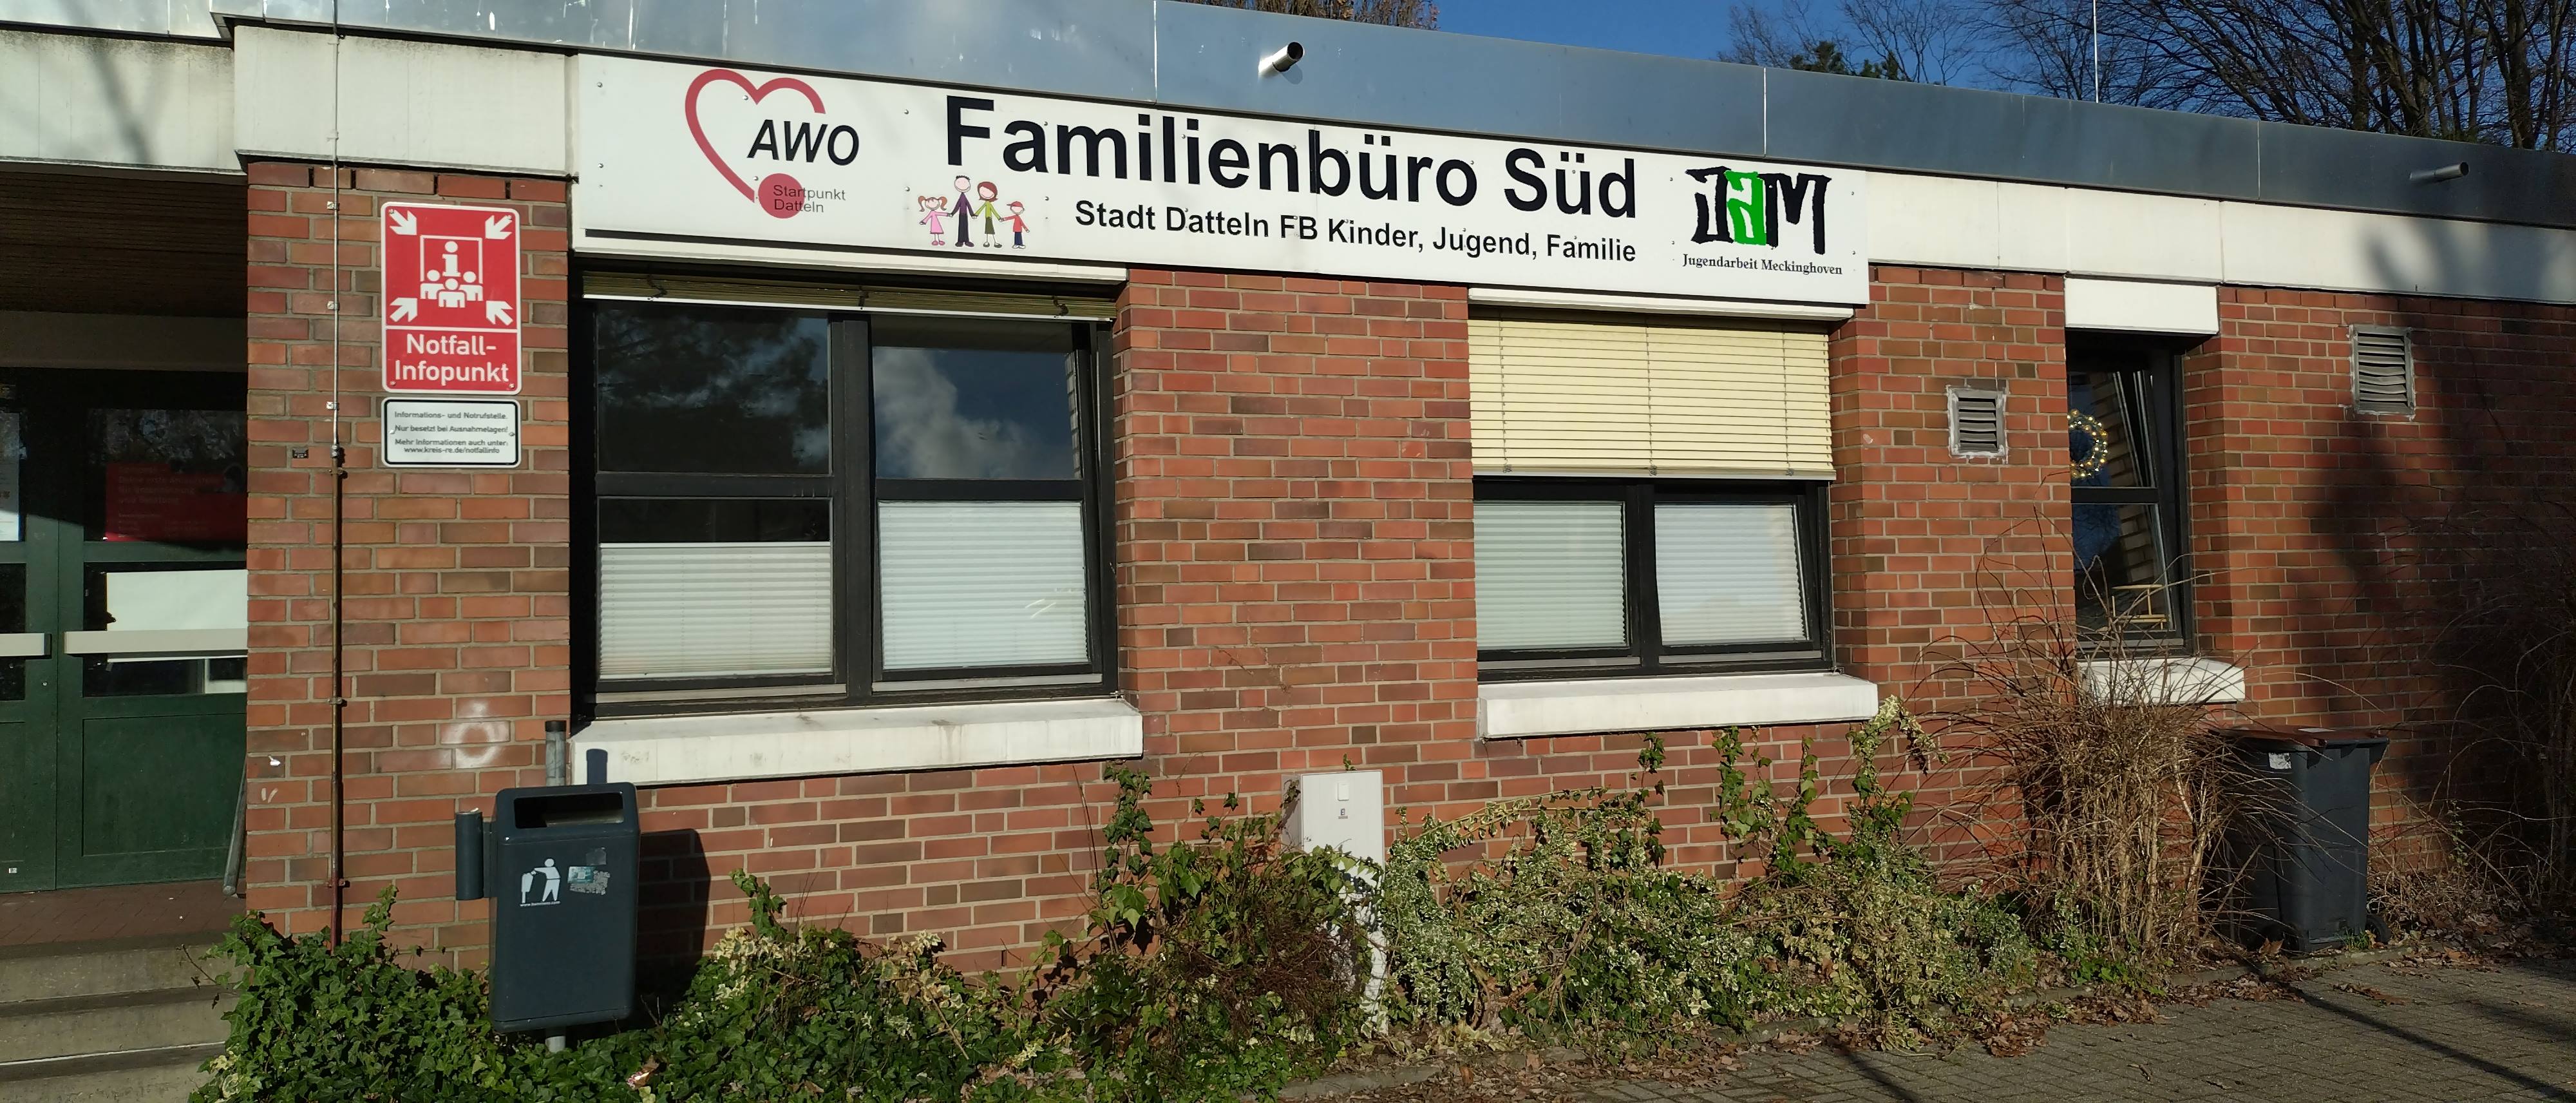 AWO
Startpunkt
Datteln
Familienbüro Süd
Stadt Datteln FB Kinder, Jugend, Familie
JaM
Jugendarbeit Meckinghoven
Notfall-
Infopunkt
Informations- und Notrufstelle.
Nur besetzt bei Ausnahmelagen!
Mehr Informationen auch unter:
www.kreis-re.de/notfallinfo